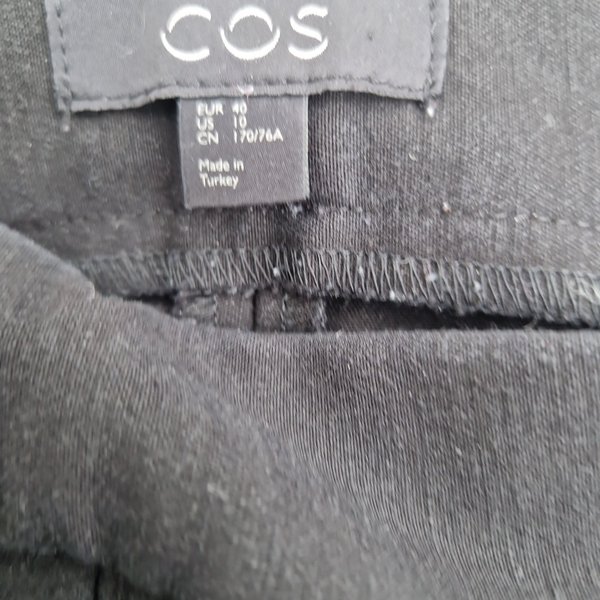 COS
EUR 40
US 10
CN 170/76A
Made in
Turkey